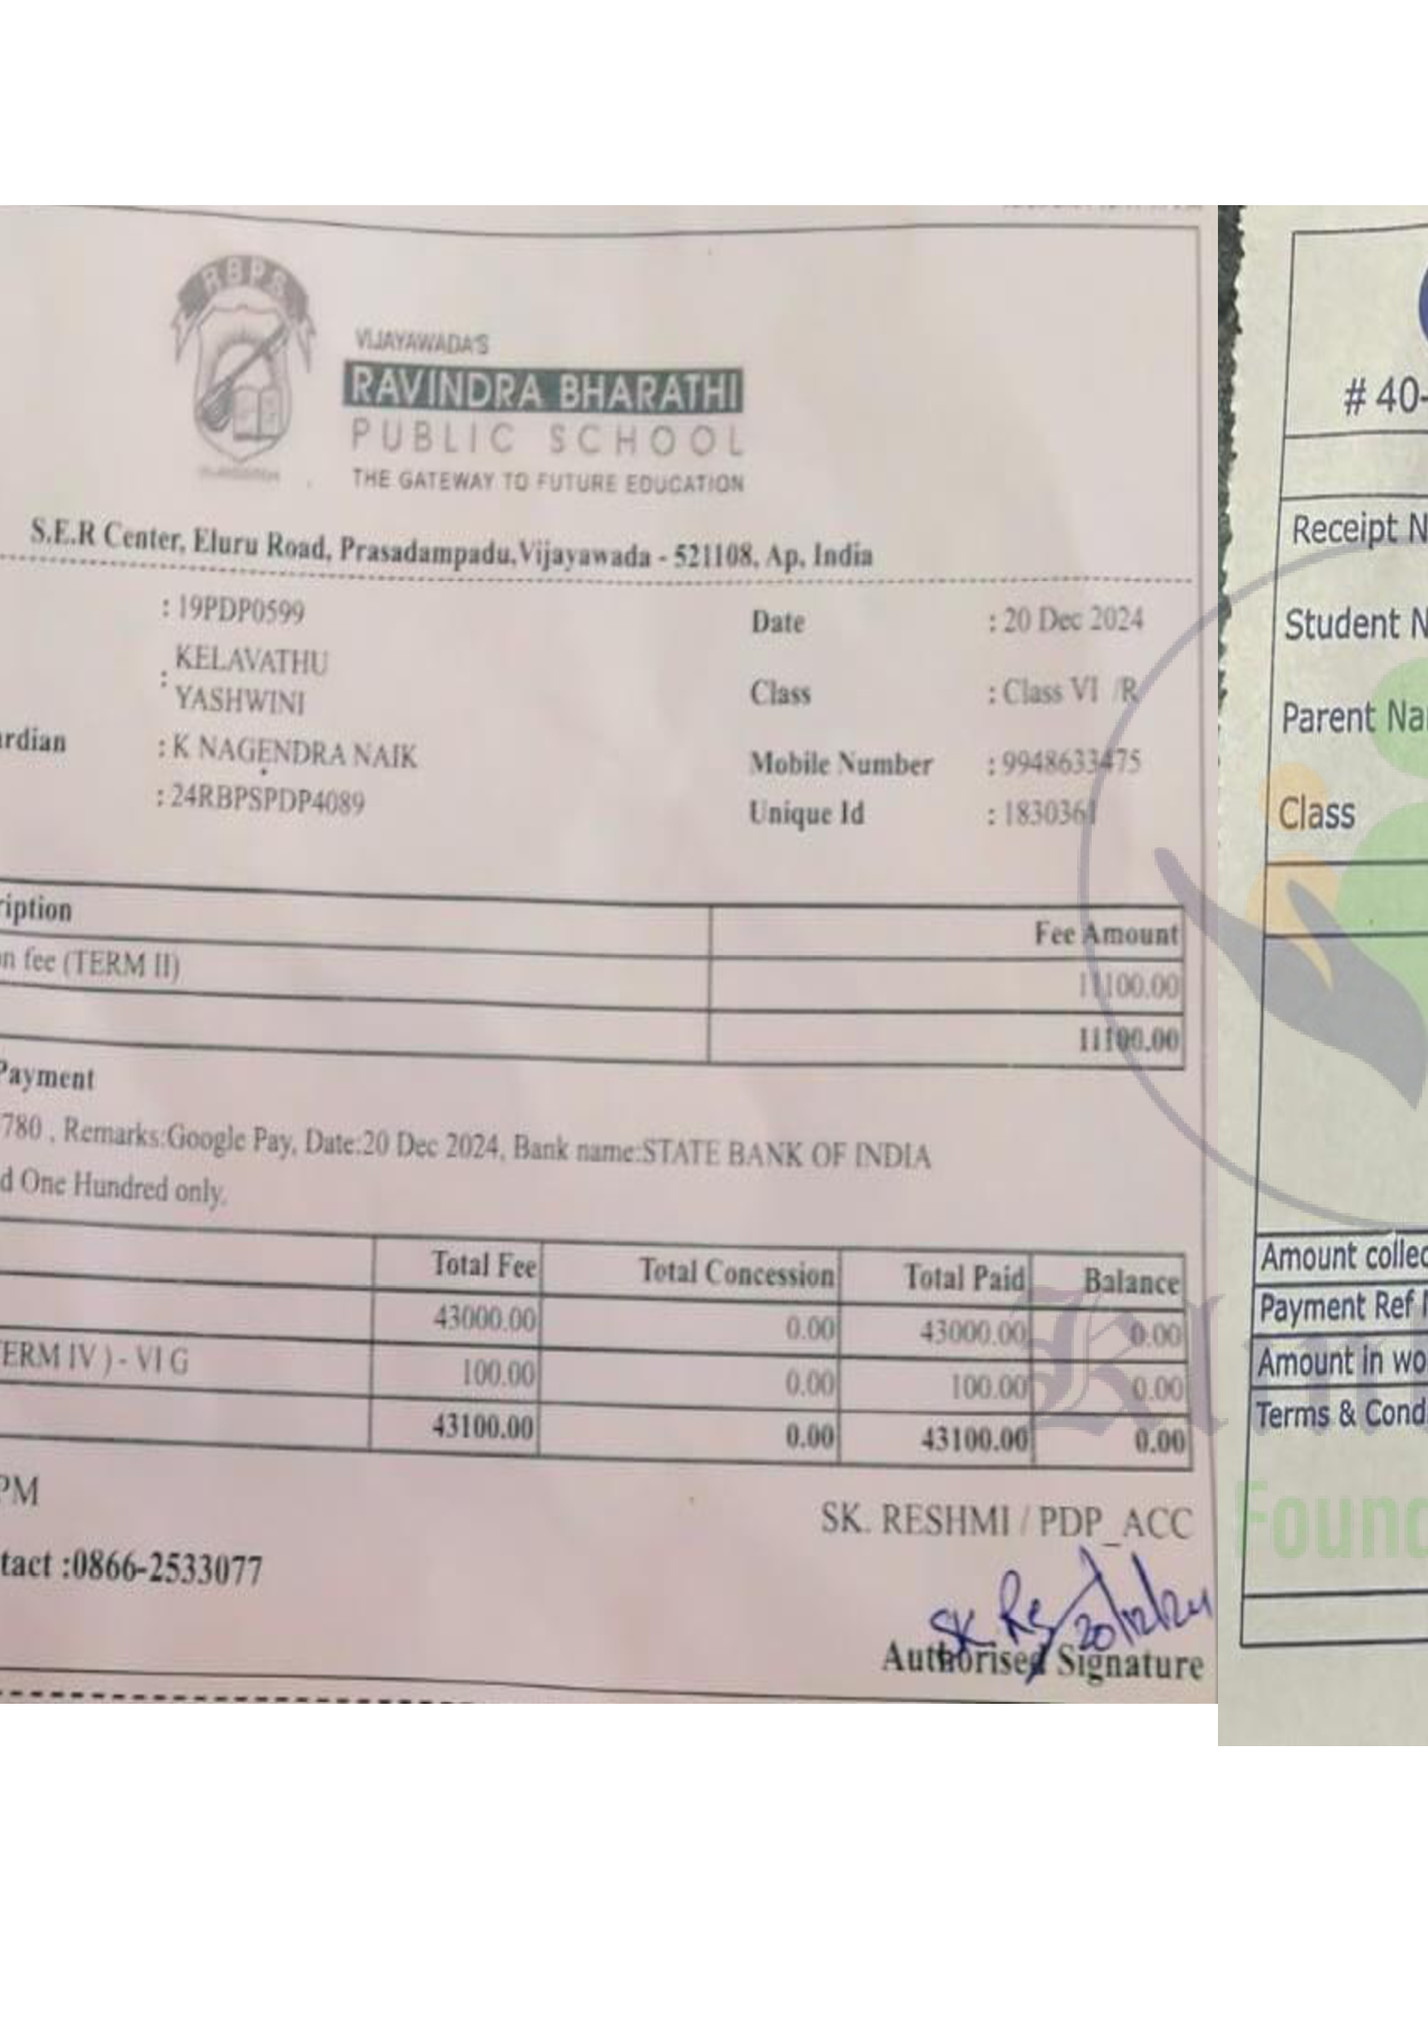 RBPS
VIJAYAWADA'S
RAVINDRA BHARATHI
PUBLIC SCHOOL
THE GATEWAY TO FUTURE EDUCATION
S.E.R Center, Eluru Road, Prasadampadu,Vijayawada - 521108, Ap, India
: 19PDP0599 Date : 20 Dec 2024
: KELAVATHU
YASHWINI Class : Class VI /R
rdian : K NAGENDRA NAIK Mobile Number : 9948633475
: 24RBPSPDP4089 Unique Id : 1830361
ription Fee Amount
n fee (TERM II) 11100.00
11100.00
Payment
780 , Remarks:Google Pay, Date:20 Dec 2024, Bank name:STATE BANK OF INDIA
d One Hundred only.
Total Fee Total Concession Total Paid Balance
43000.00 0.00 43000.00 0.00
ERM IV ) - VI G 100.00 0.00 100.00 0.00
43100.00 0.00 43100.00 0.00
PM
SK. RESHMI / PDP_ACC
tact :0866-2533077
20/12/24
Authorised Signature
# 40-
Receipt N
Student N
Parent Na
Class
Amount collec
Payment Ref
Amount in wo
Terms & Cond
Found